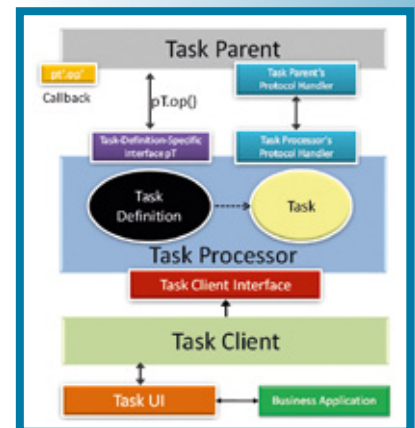 Task Parent
pt'.op'
Callback
pT.op()
Task Parent's
Protocol Handler
Task-Definition-Specific
Interface pT
Task Processor's
Protocol Handler
Task
Definition
Task
Task Processor
Task Client Interface
Task Client
Task UI
Business Application